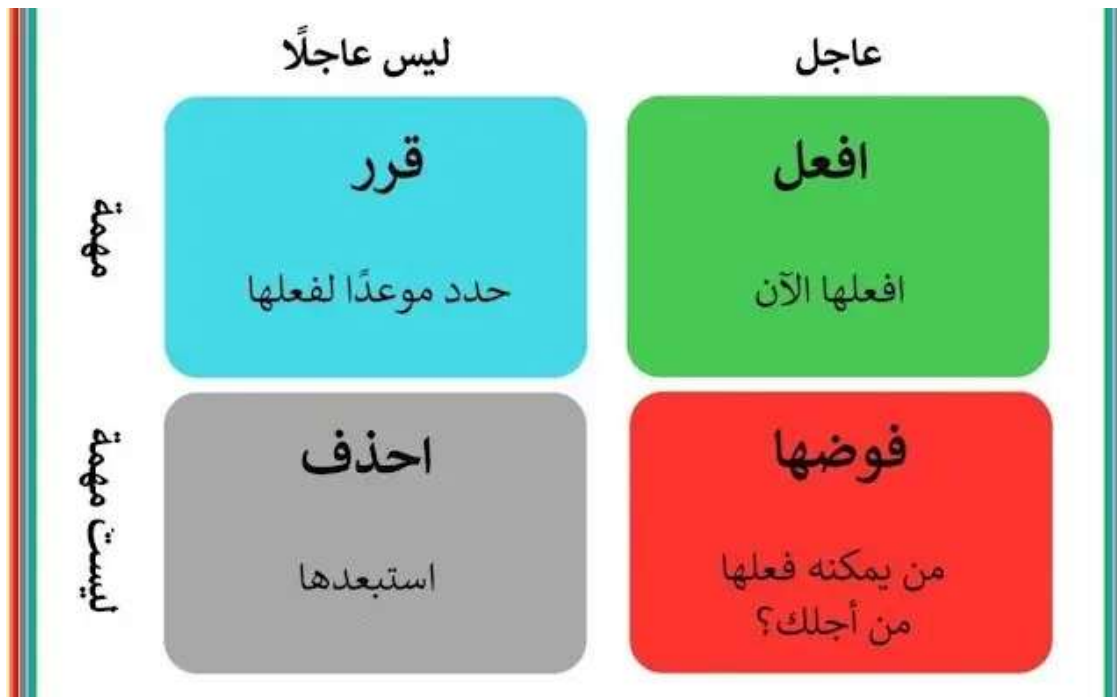 عاجل
ليس عاجلًا
مهمة
افعل
افعلها الآن
قرر
حدد موعدًا لفعلها
ليست مهمة
فوضها
من يمكنه فعلها
من أجلك؟
احذف
استبعدها